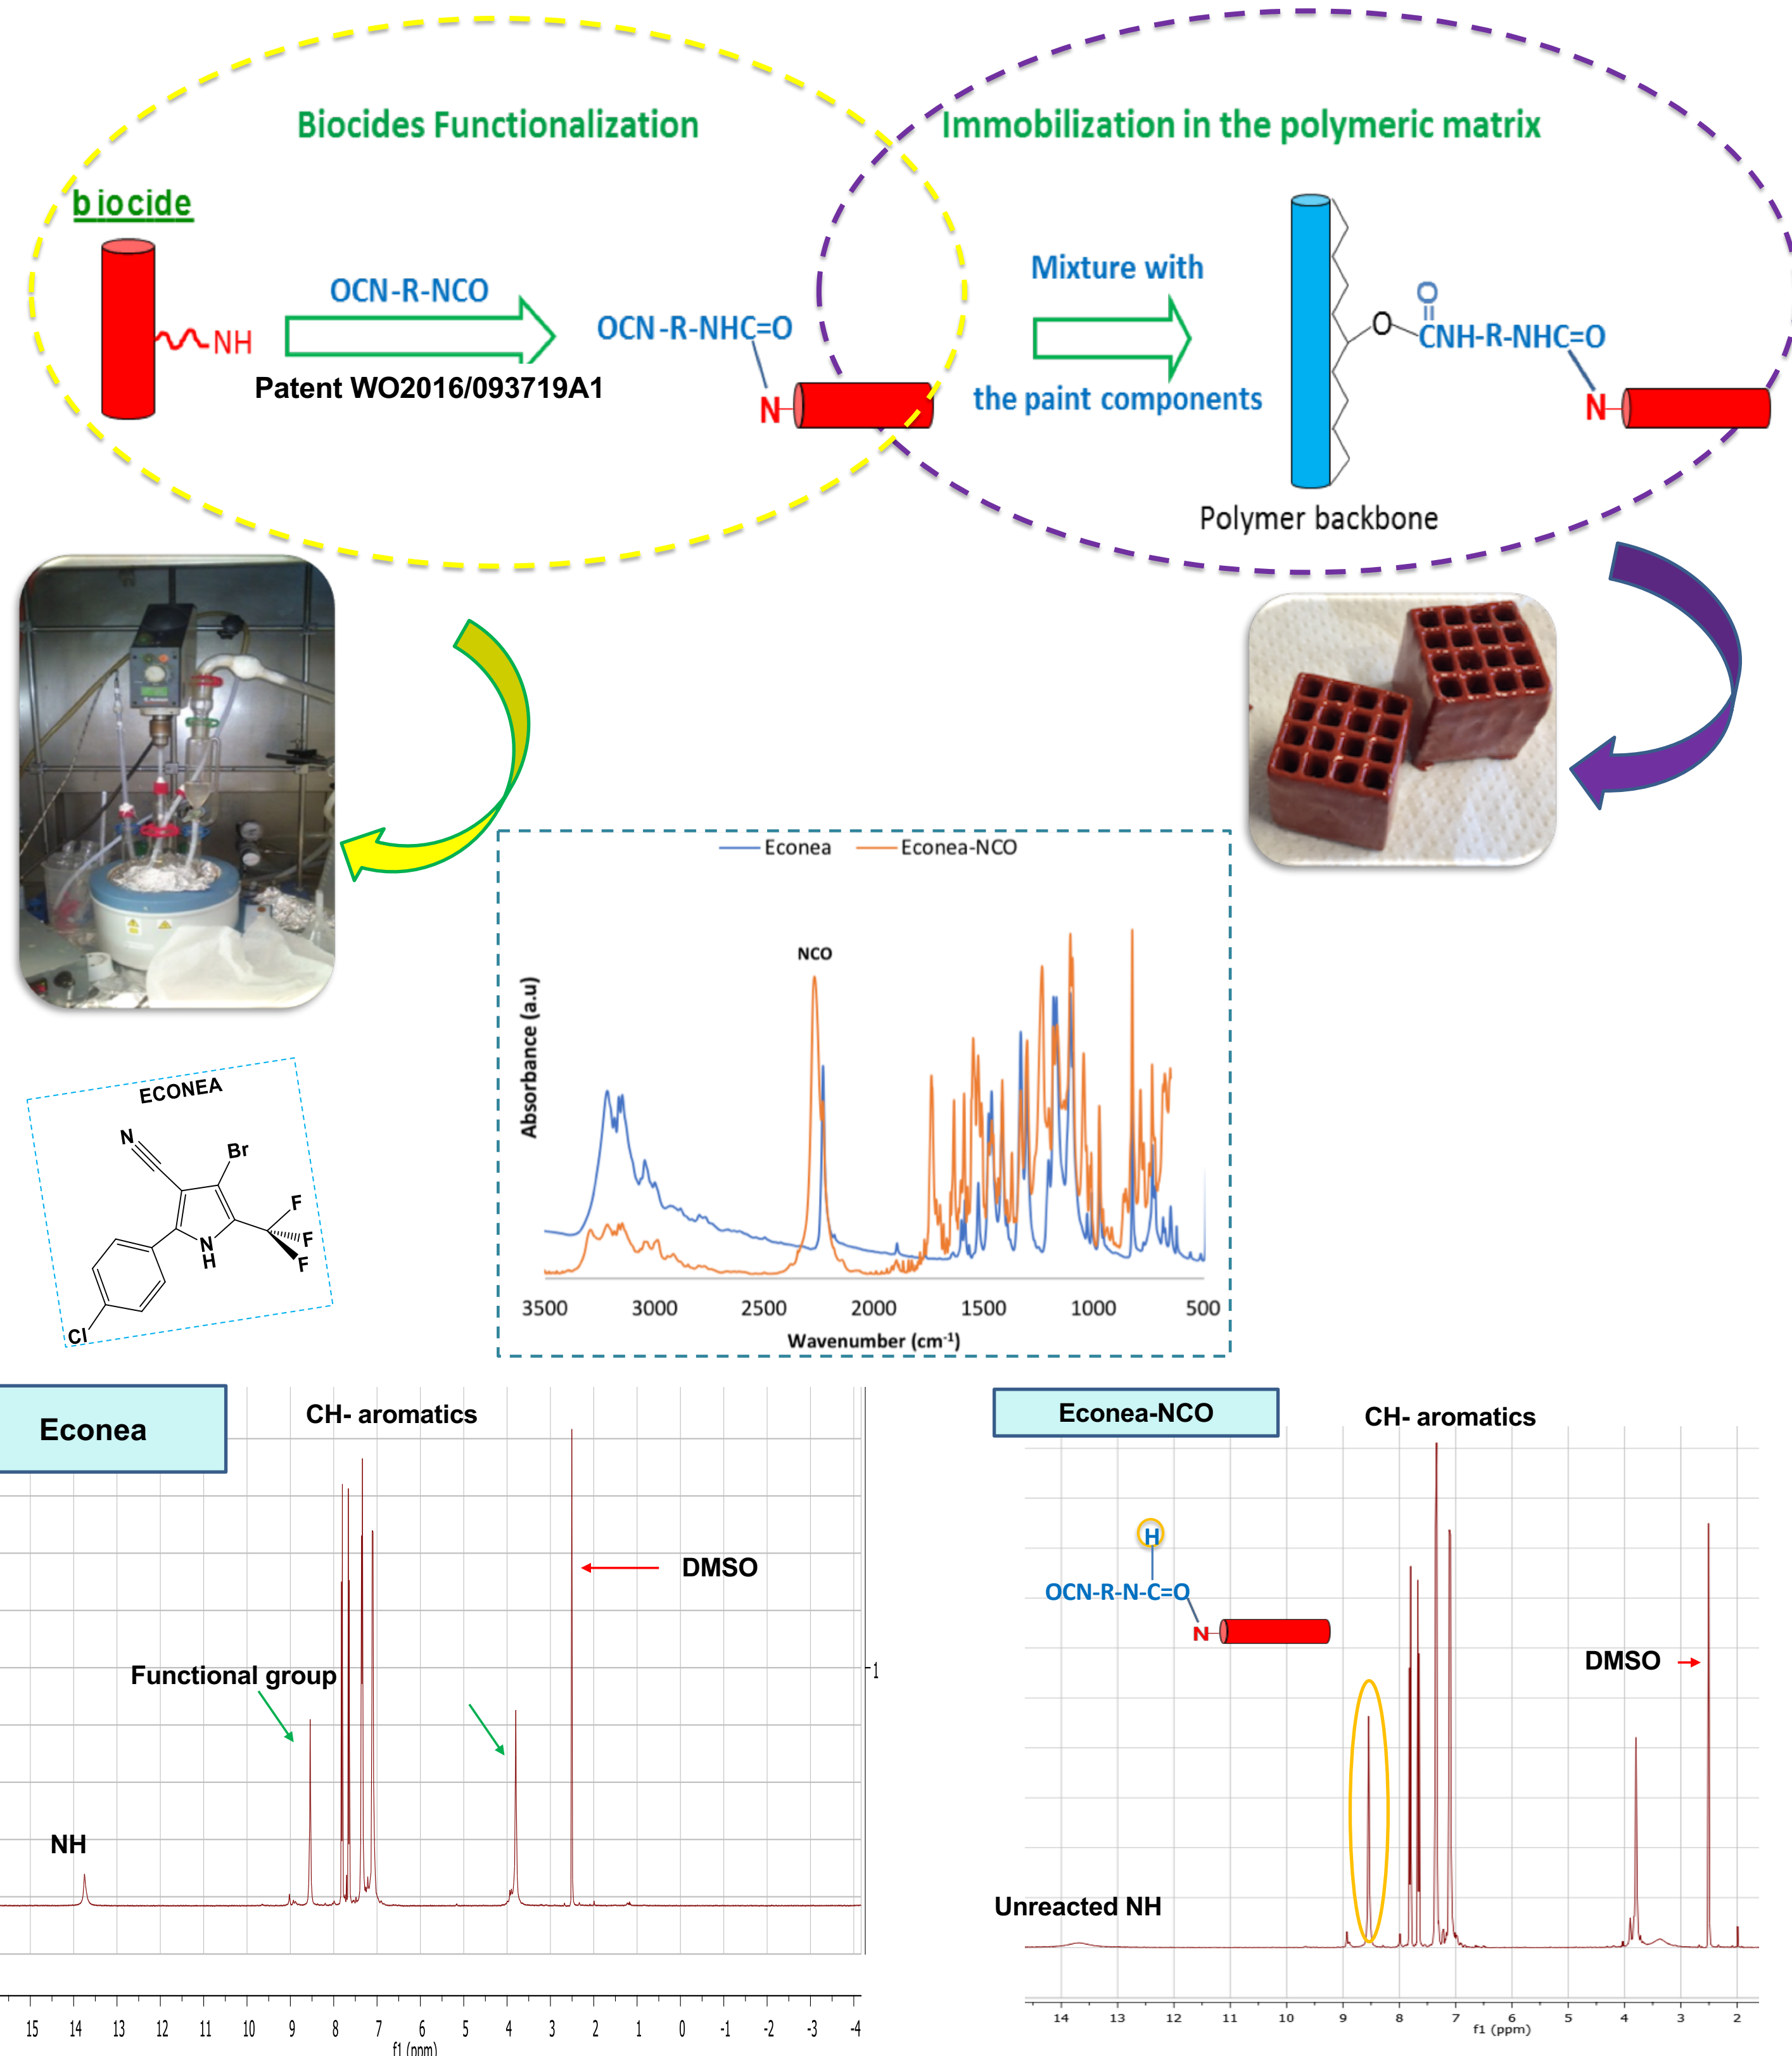 Biocides Functionalization
Immobilization in the polymeric matrix
biocide
NH
OCN-R-NCO
Patent WO2016/093719A1
OCN-R-NHC=O
N
Mixture with
the paint components
O
O
CNH-R-NHC=O
N
Polymer backbone
Econea
Econea-NCO
NCO
Absorbance (a.u)
3500 3000 2500 2000 1500 1000 500
Wavenumber (cm-1)
ECONEA
N
Br
F
F
F
N
H
Cl
Econea
CH- aromatics
DMSO
Functional group
NH
1
15 14 13 12 11 10 9 8 7 6 5 4 3 2 1 0 -1 -2 -3 -4
f1 (ppm)
Econea-NCO
CH- aromatics
H
OCN-R-N-C=O
N
DMSO
Unreacted NH
14 13 12 11 10 9 8 7 6 5 4 3 2
f1 (ppm)